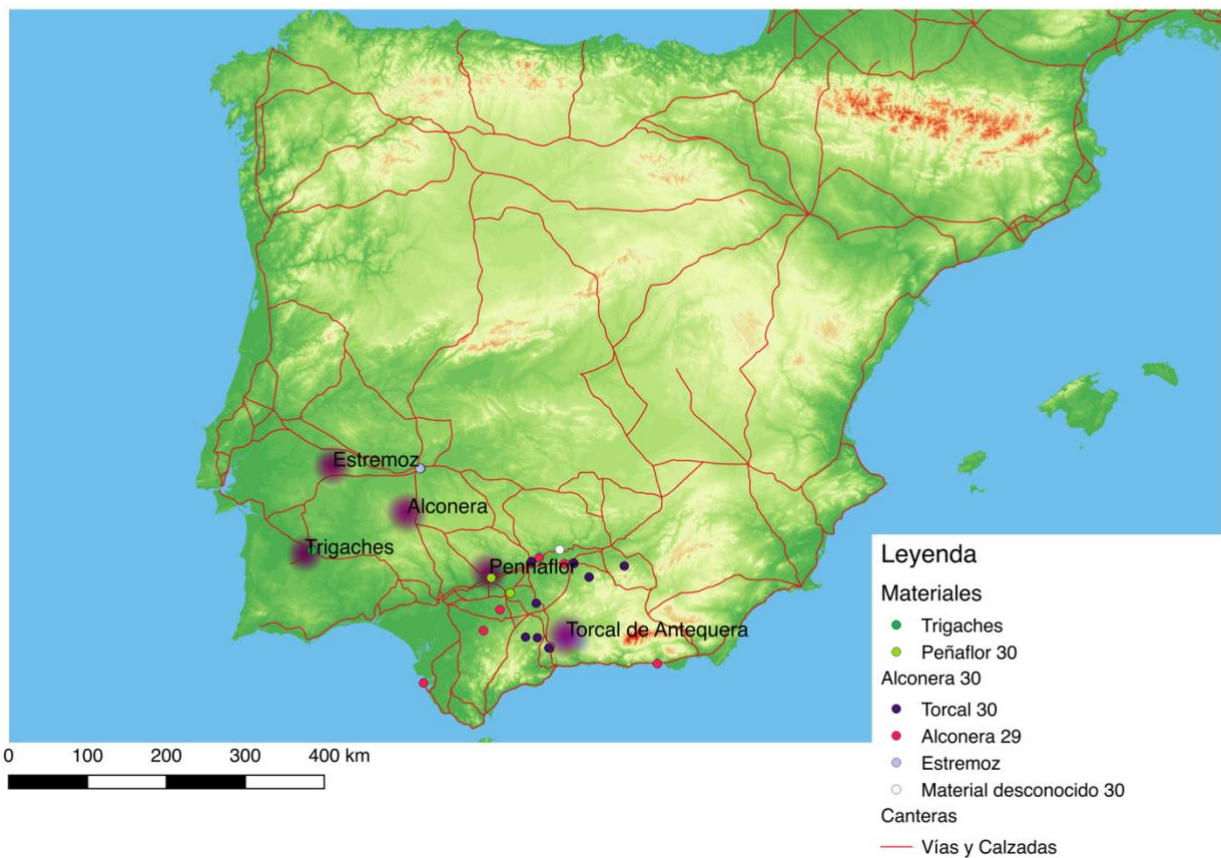 Estremoz
Alconera
Trigaches
Pennaflor
Torcal de Antequera
0 100 200 300 400 km
Leyenda
Materiales
Trigaches
Peñaflor 30
Alconera 30
Torcal 30
Alconera 29
Estremoz
Material desconocido 30
Canteras
Vías y Calzadas